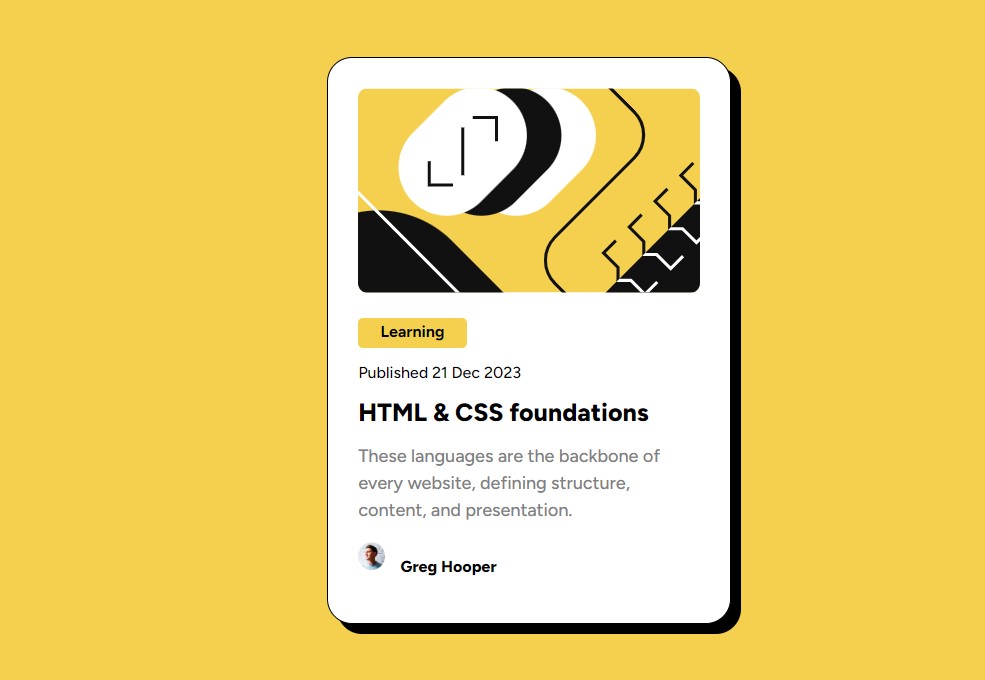 Learning
Published 21 Dec 2023
HTML & CSS foundations
These languages are the backbone of
every website, defining structure,
content, and presentation.
Greg Hooper